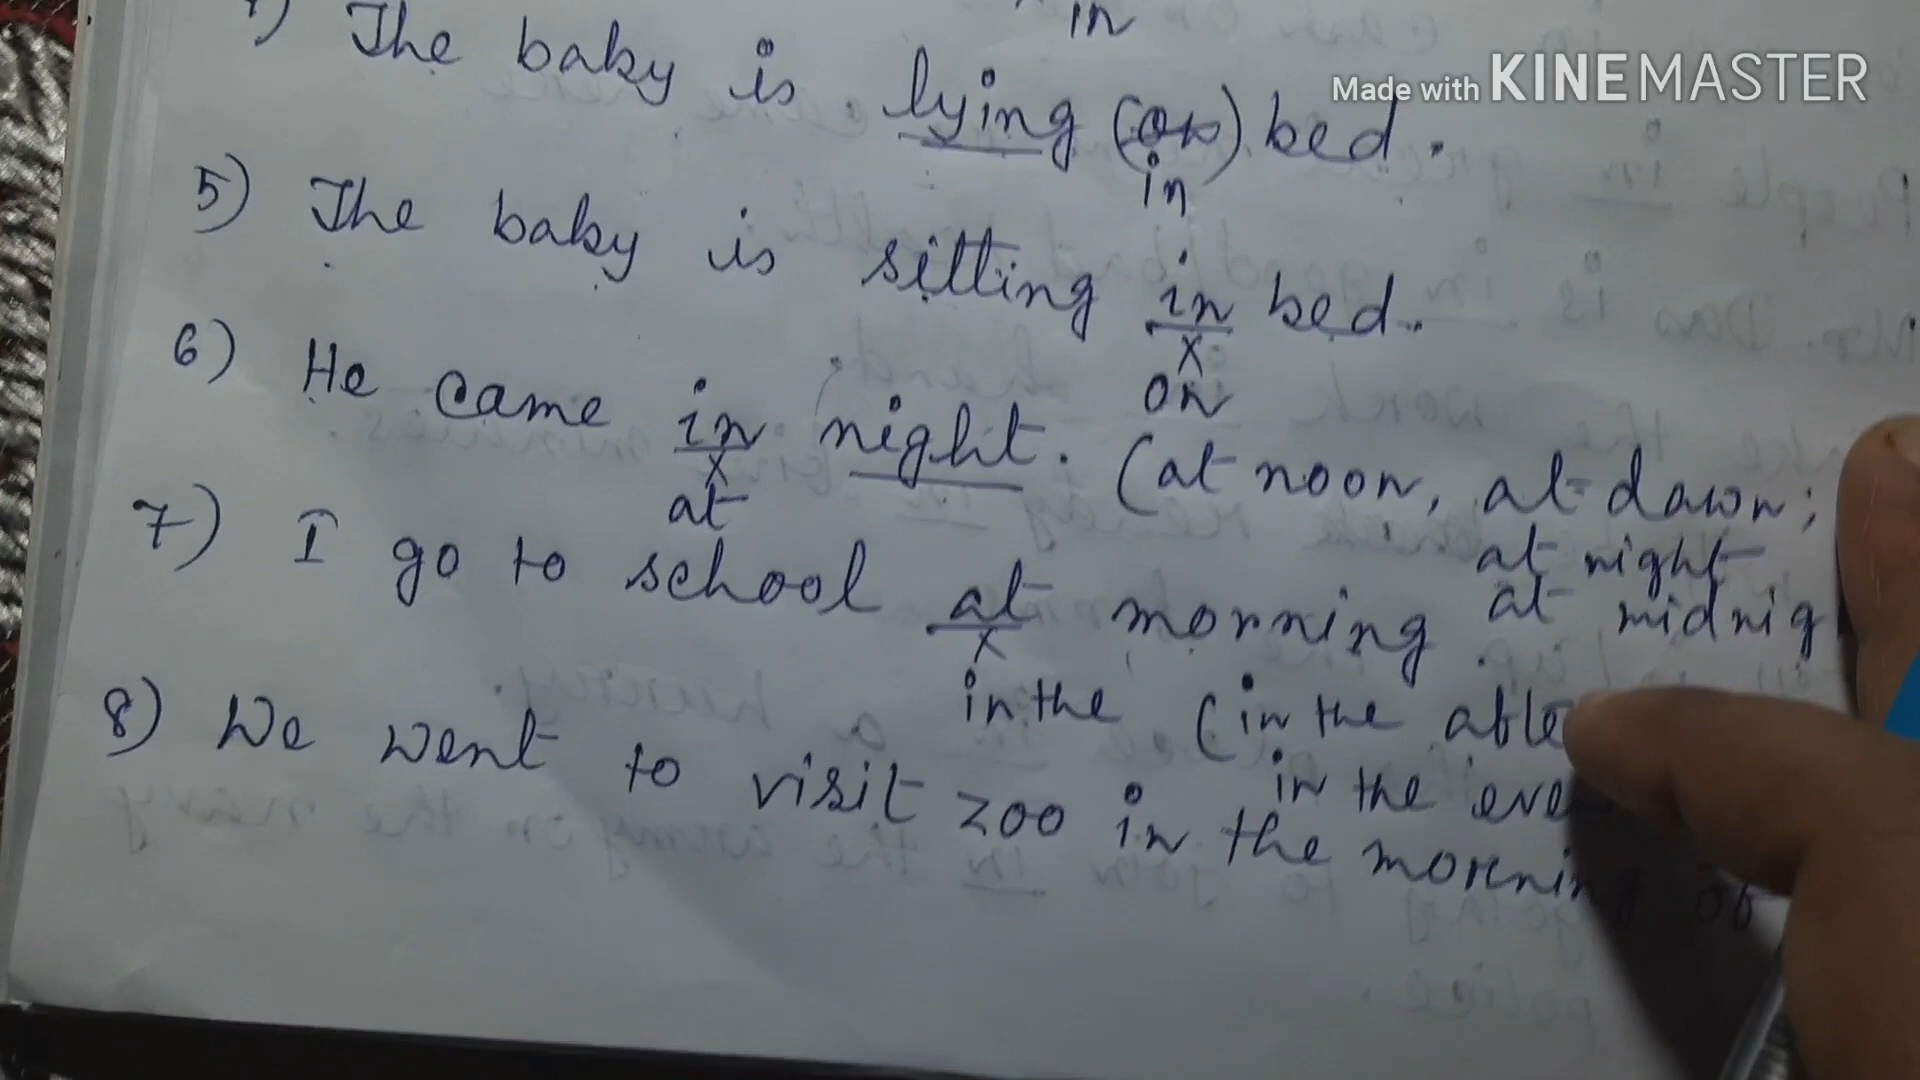 in
Made with KINEMASTER
The baby is lying (on) bed.
in
5) The baby is sitting in bed.
x
on
6) He came in night. (at noon, at dawn;
x
at
at night
7) I go to school at morning. at midnig
x
in the (in the afte
in the eve
8) We went to visit zoo in the morning of